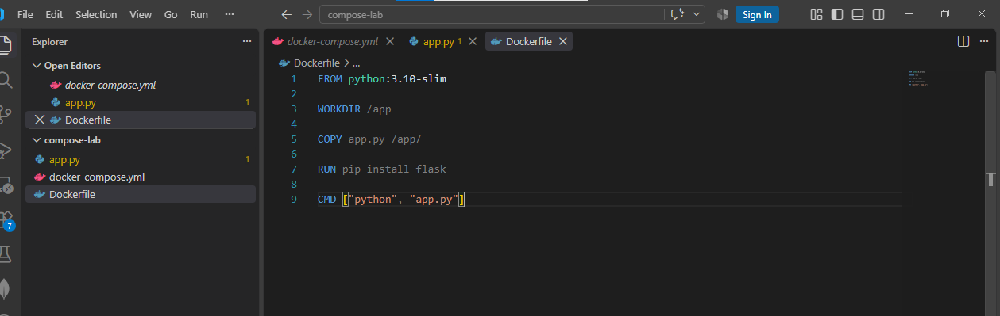 File Edit Selection View Go Run ··· compose-lab Sign In
Explorer ···
docker-compose.yml app.py 1 Dockerfile ···
Open Editors
Dockerfile > ...
docker-compose.yml
app.py 1
Dockerfile
compose-lab
app.py 1
docker-compose.yml
Dockerfile
7
1 FROM python:3.10-slim
2
3 WORKDIR /app
4
5 COPY app.py /app/
6
7 RUN pip install flask
8
9 CMD ["python", "app.py"]